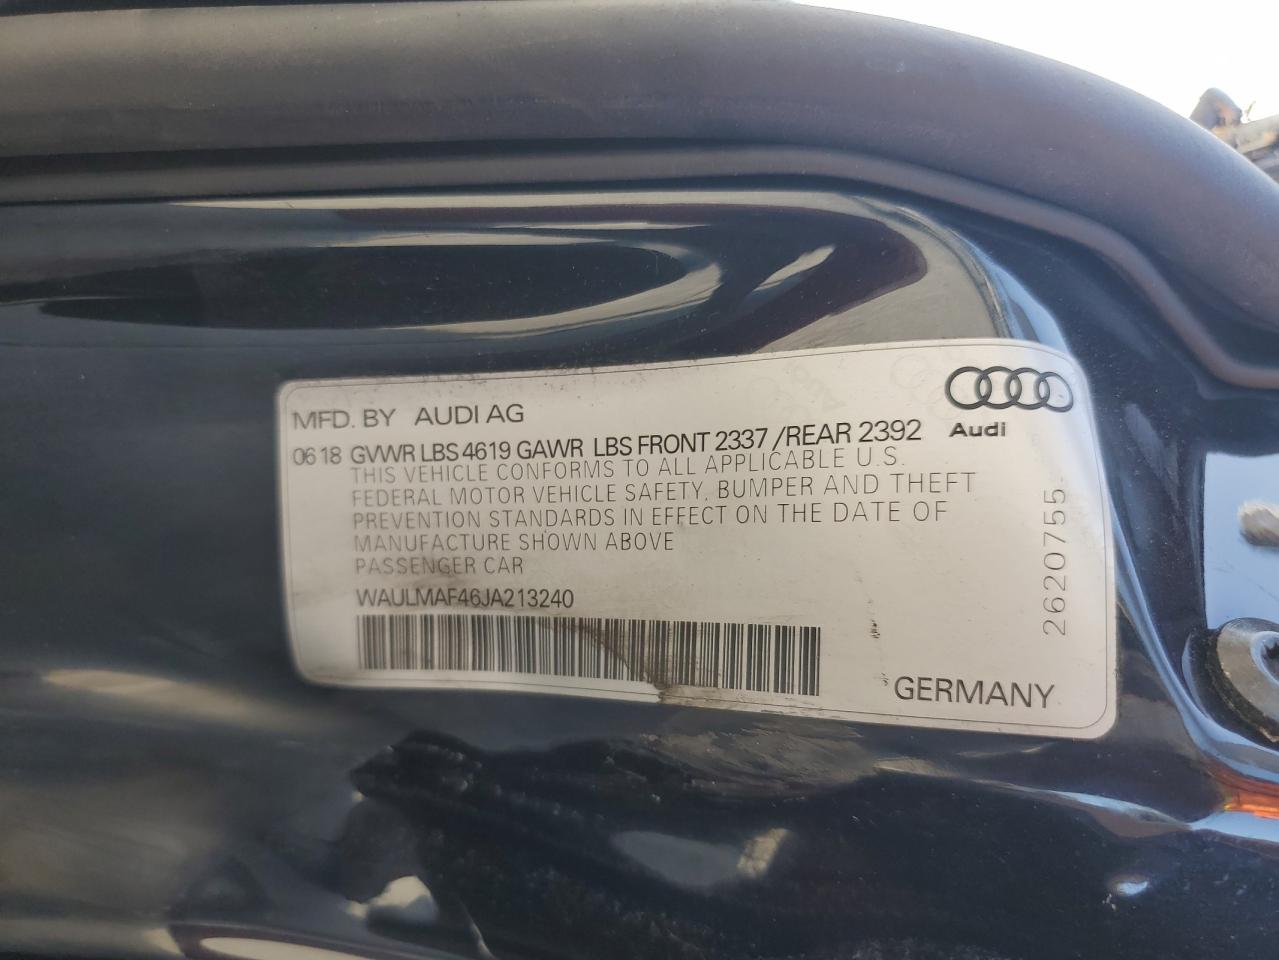 MFD. BY AUDI AG
Audi
06 18 GVWR LBS 4619 GAWR LBS FRONT 2337 /REAR 2392
THIS VEHICLE CONFORMS TO ALL APPLICABLE U.S.
FEDERAL MOTOR VEHICLE SAFETY, BUMPER AND THEFT
PREVENTION STANDARDS IN EFFECT ON THE DATE OF
MANUFACTURE SHOWN ABOVE
PASSENGER CAR
WAULMAF46JA213240
GERMANY
2620755